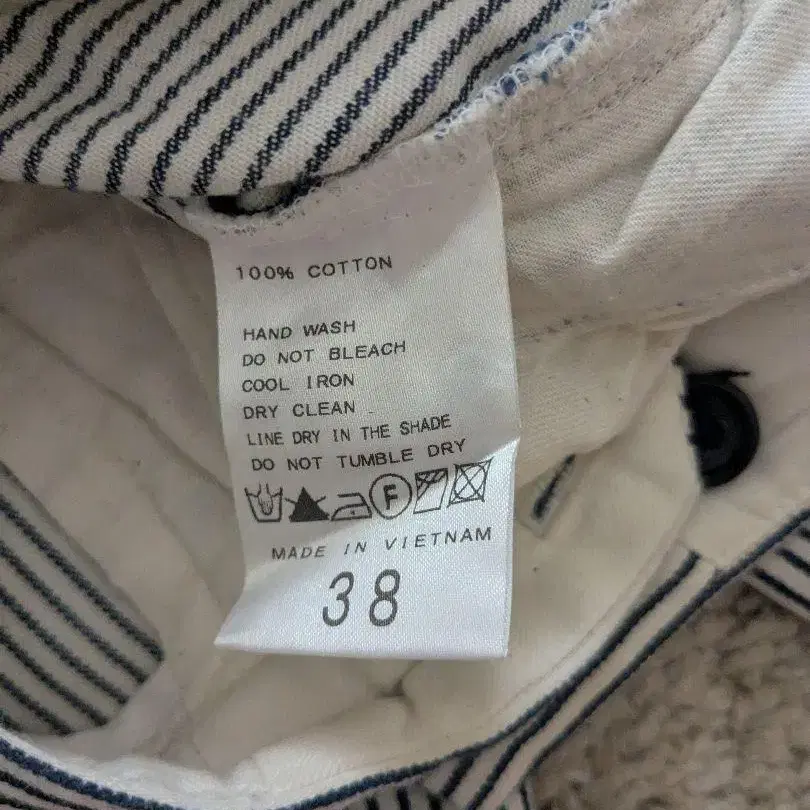 100% COTTON
HAND WASH
DO NOT BLEACH
COOL IRON
DRY CLEAN
LINE DRY IN THE SHADE
DO NOT TUMBLE DRY
F
MADE IN VIETNAM
38